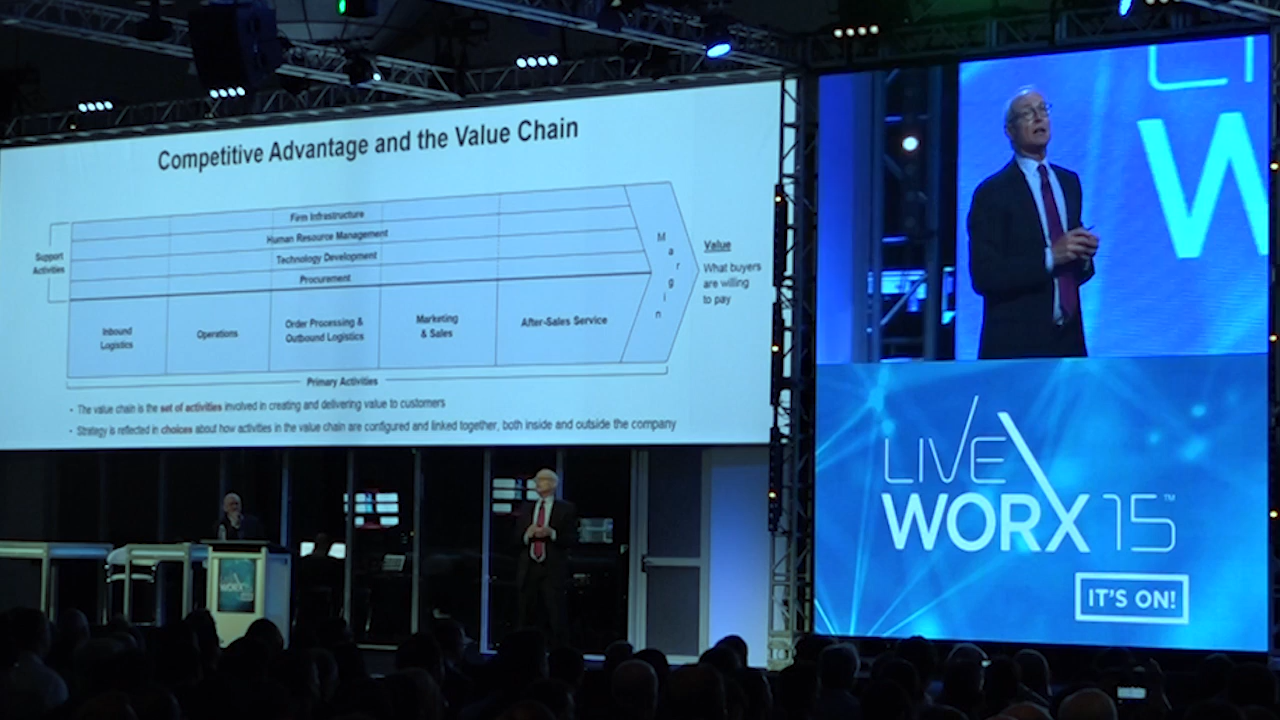 Competitive Advantage and the Value Chain
Support
Activities
Firm Infrastructure
Human Resource Management
Technology Development
Procurement
Inbound
Logistics
Operations
Order Processing &
Outbound Logistics
Marketing
& Sales
After-Sales Service
M
a
r
g
i
n
Value
What buyers
are willing
to pay
Primary Activities
• The value chain is the set of activities involved in creating and delivering value to customers
• Strategy is reflected in choices about how activities in the value chain are configured and linked together, both inside and outside the company
LI
W
LIVE
WORX 15™
IT'S ON!
WORX